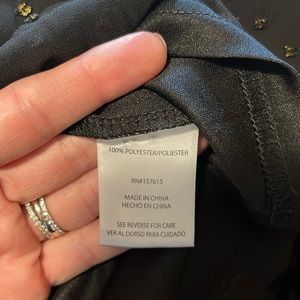 100% POLYESTER/POLIESTER
RN#157615
MADE IN CHINA
HECHO EN CHINA
SEE REVERSE FOR CARE
VER AL DORSO PARA CUIDADO